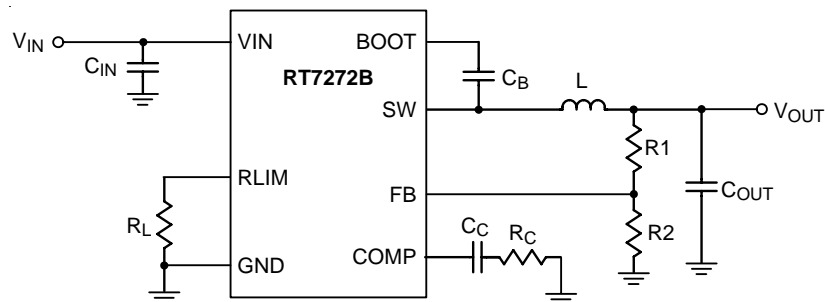 VIN
VIN
BOOT
CIN
RT7272B
CB
L
SW
VOUT
R1
RLIM
FB
COUT
RL
CC
RC
R2
GND
COMP